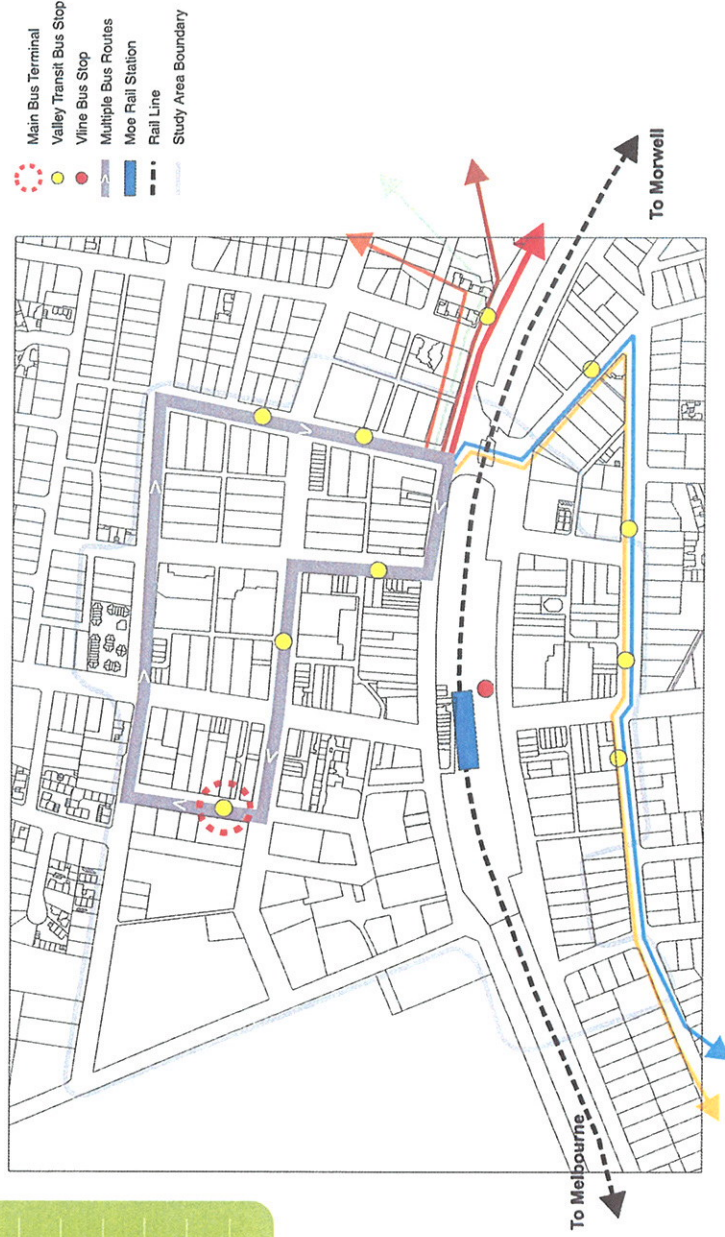 Main Bus Terminal
Valley Transit Bus Stop
Vline Bus Stop
Multiple Bus Routes
Moe Rail Station
Rail Line
Study Area Boundary
To Morwell
To Melbourne